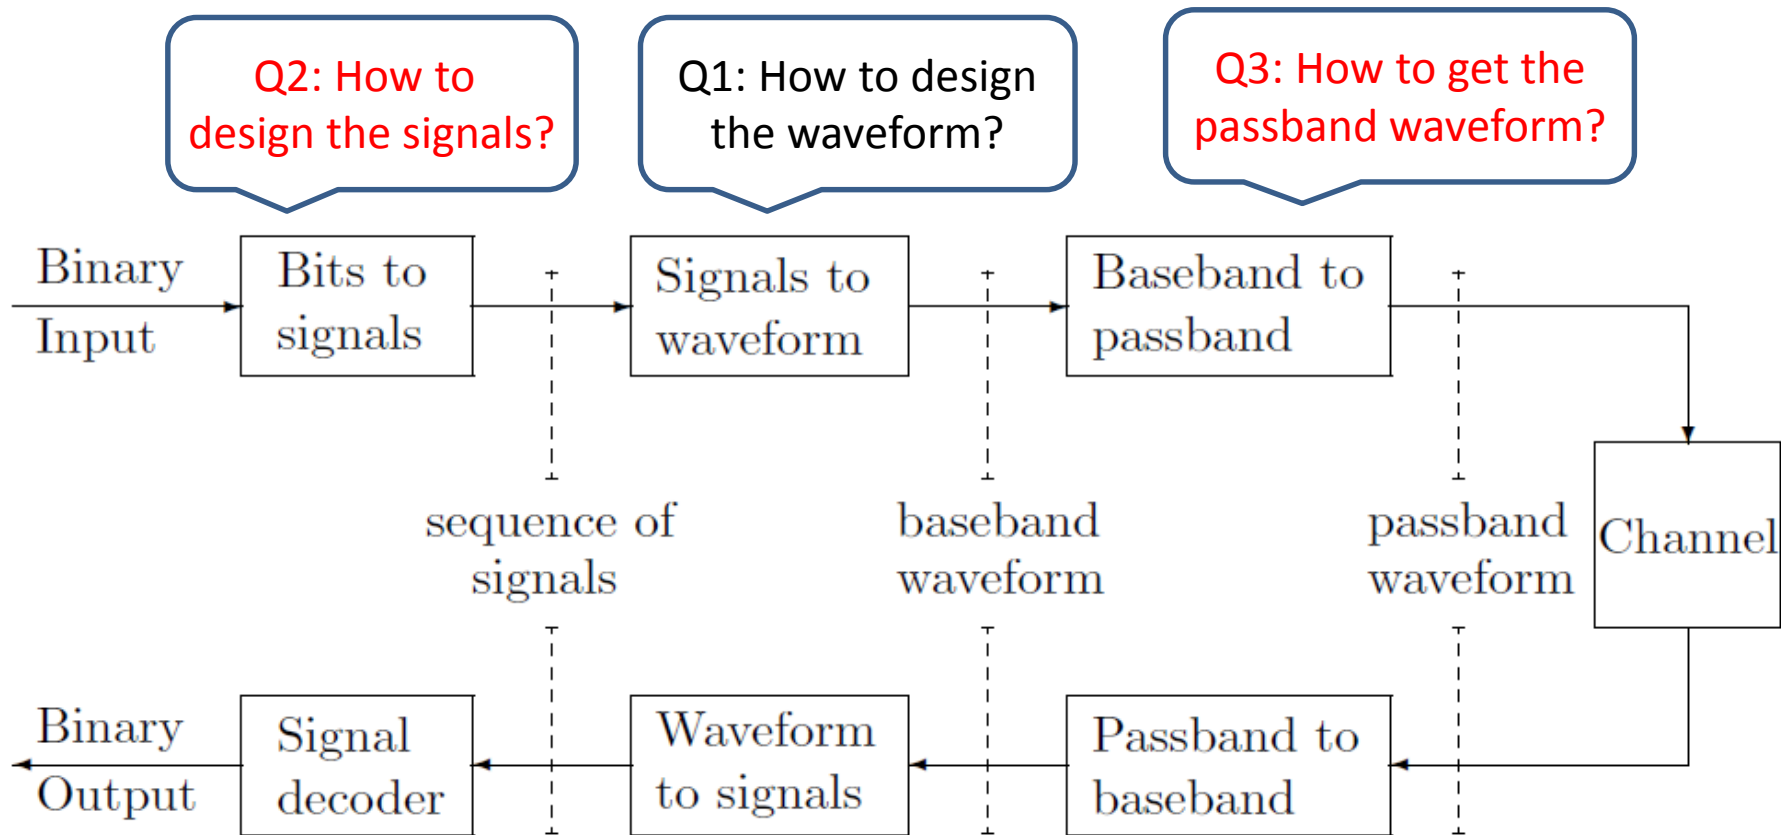 Q2: How to
design the signals?
Q1: How to design
the waveform?
Q3: How to get the
passband waveform?
Binary
Input
Bits to
signals
Signals to
waveform
Baseband to
passband
sequence of
signals
baseband
waveform
passband
waveform
Channel
Binary
Output
Signal
decoder
Waveform
to signals
Passband to
baseband